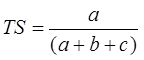 TS = a / (a + b + c)